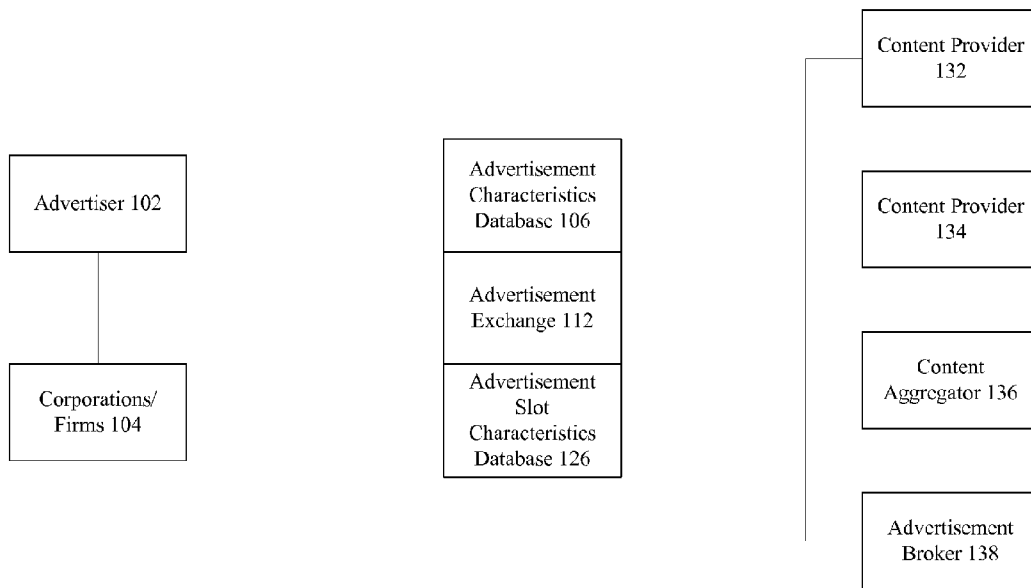 Advertiser 102
Corporations/
Firms 104
Advertisement
Characteristics
Database 106
Advertisement
Exchange 112
Advertisement
Slot
Characteristics
Database 126
Content Provider
132
Content Provider
134
Content
Aggregator 136
Advertisement
Broker 138